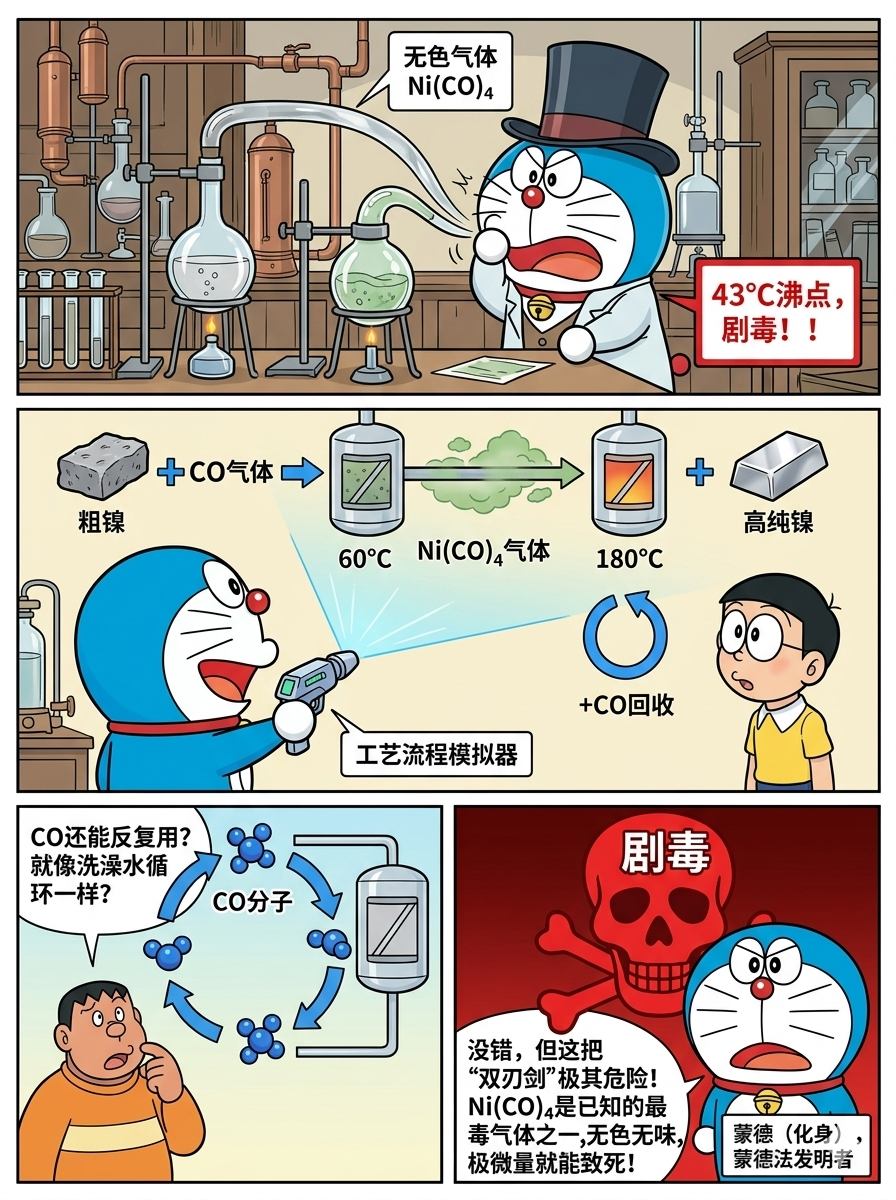 无色气体
Ni(CO)₄
43℃沸点，
剧毒！！
+CO气体
粗镍
60℃
Ni(CO)₄气体
180℃
+
高纯镍
+CO回收
工艺流程模拟器
CO还能反复用？
就像洗澡水循
环一样？
CO分子
剧毒
没错，但这把
“双刃剑”极其危险！
Ni(CO)₄是已知的最
毒气体之一,无色无味,
极微量就能致死！
蒙德（化身），
蒙德法发明者